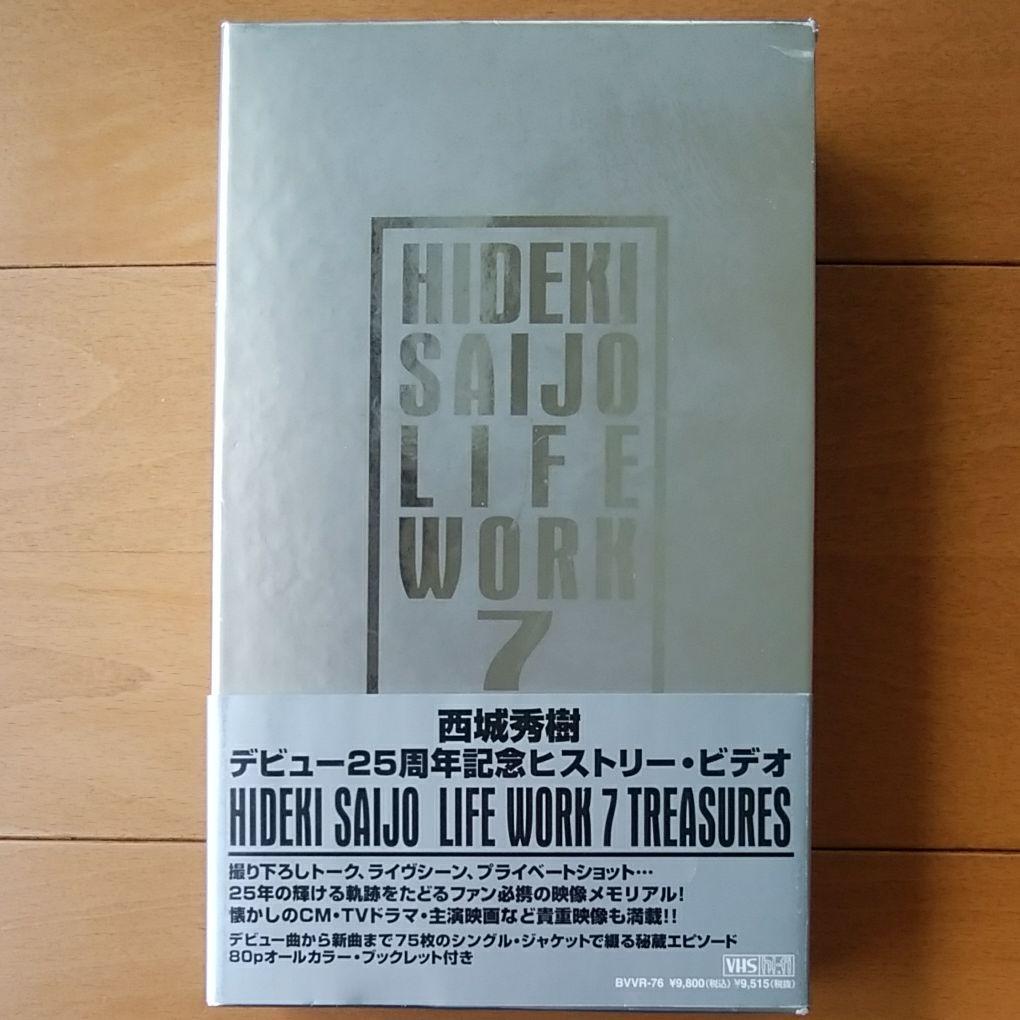 HIDEKI
SAIJO
LIFE
WORK
7
西城秀樹
デビュー25周年記念ヒストリー・ビデオ
HIDEKI SAIJO LIFE WORK 7 TREASURES
撮り下ろしトーク、ライヴシーン、プライベートショット…
25年の輝ける軌跡をたどるファン必携の映像メモリアル!
懐かしのCM・TVドラマ・主演映画など貴重映像も満載!!
デビュー曲から新曲まで75枚のシングル・ジャケットで綴る秘蔵エピソード
80pオールカラー・ブックレット付き
VHS hi-fi
BVVR-76 ¥9,800(税込) ¥9,515(税抜)